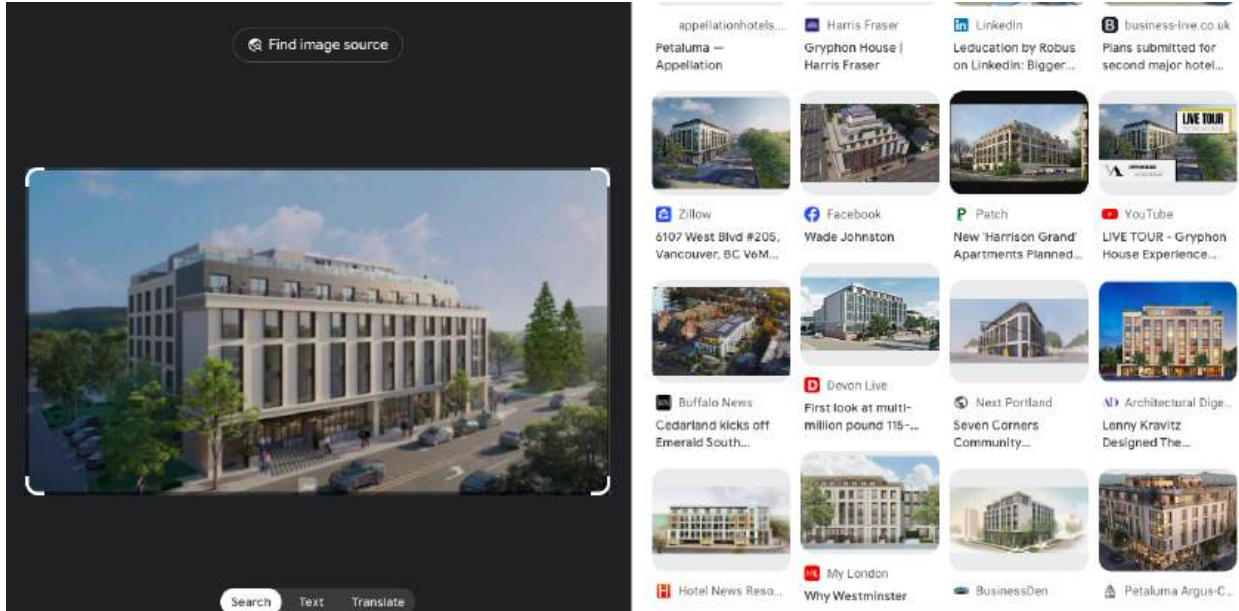 Find image source
Search
Text
Translate
appellationhotels....
Petaluma —
Appellation
Harris Fraser
Gryphon House |
Harris Fraser
LinkedIn
Leducation by Robus
on LinkedIn: Bigger...
business-live.co.uk
Plans submitted for
second major hotel...
Zillow
6107 West Blvd #205,
Vancouver, BC V6M...
Facebook
Wade Johnston
Patch
New 'Harrison Grand'
Apartments Planned...
LIVE TOUR
YouTube
LIVE TOUR - Gryphon
House Experience...
Buffalo News
Cedarland kicks off
Emerald South...
Devon Live
First look at multi-
million pound 115-...
Next Portland
Seven Corners
Community...
Architectural Dige...
Lenny Kravitz
Designed The...
Hotel News Reso...
My London
Why Westminster
BusinessDen
Petaluma Argus-C...